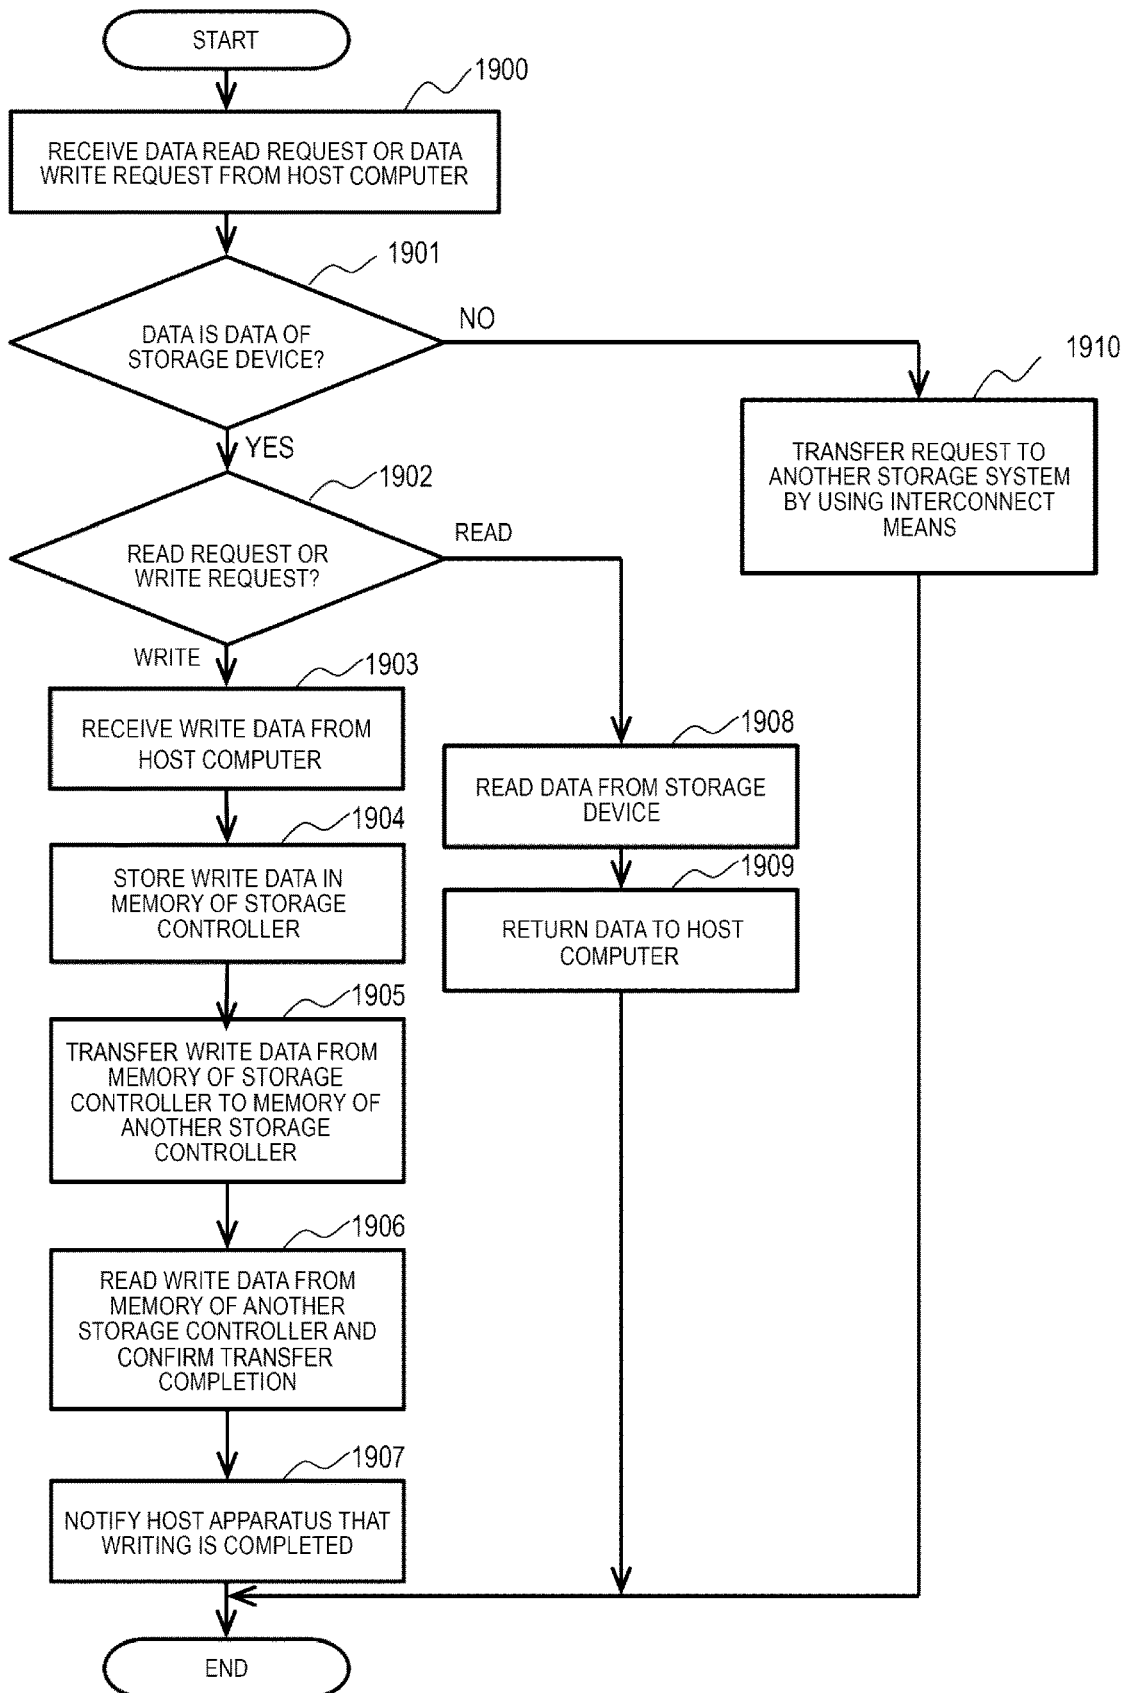 START
1900
RECEIVE DATA READ REQUEST OR DATA
WRITE REQUEST FROM HOST COMPUTER
1901
DATA IS DATA OF
STORAGE DEVICE?
NO
1910
TRANSFER REQUEST TO
ANOTHER STORAGE SYSTEM
BY USING INTERCONNECT
MEANS
YES
1902
READ REQUEST OR
WRITE REQUEST?
READ
WRITE
1903
RECEIVE WRITE DATA FROM
HOST COMPUTER
1908
READ DATA FROM STORAGE
DEVICE
1904
STORE WRITE DATA IN
MEMORY OF STORAGE
CONTROLLER
1909
RETURN DATA TO HOST
COMPUTER
1905
TRANSFER WRITE DATA FROM
MEMORY OF STORAGE
CONTROLLER TO MEMORY OF
ANOTHER STORAGE
CONTROLLER
1906
READ WRITE DATA FROM
MEMORY OF ANOTHER
STORAGE CONTROLLER AND
CONFIRM TRANSFER
COMPLETION
1907
NOTIFY HOST APPARATUS THAT
WRITING IS COMPLETED
END